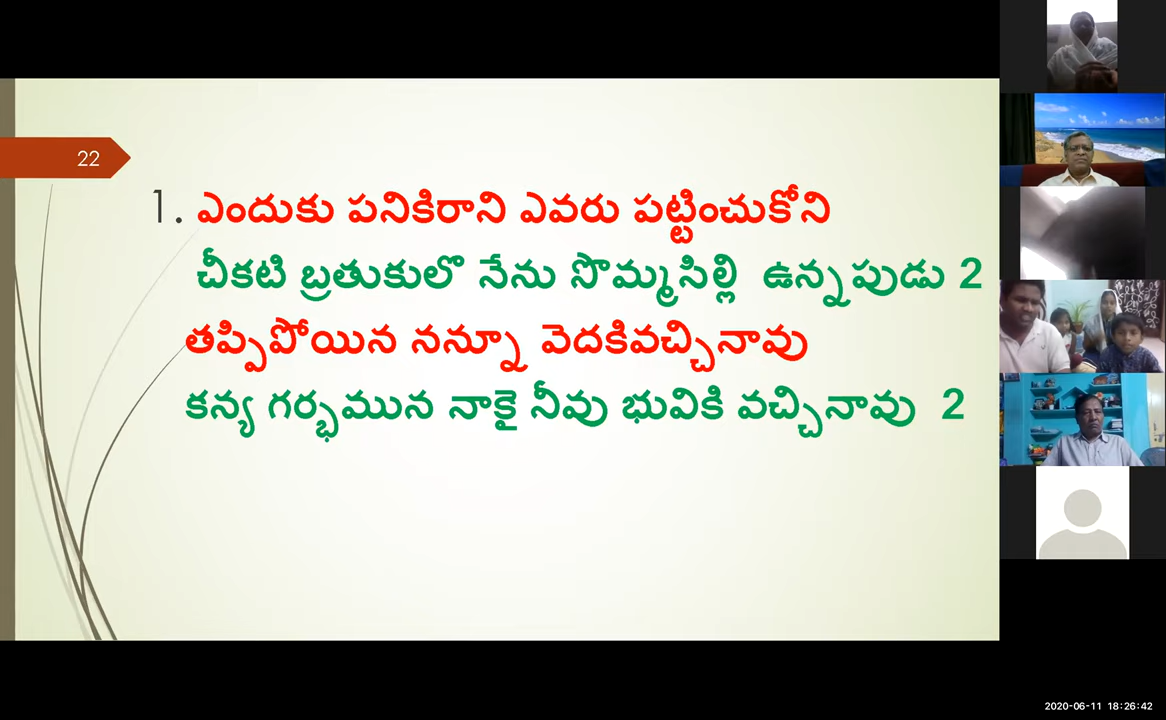 22
1. ఎందుకు పనికిరాని ఎవరు పట్టించుకోని
చీకటి బ్రతుకులొ నేను సొమ్మసిల్లి ఉన్నపుడు 2
తప్పిపోయిన నన్నూ వెదకివచ్చినావు
కన్య గర్భమున నాకై నీవు భువికి వచ్చినావు 2
2020-06-11 18:26:42